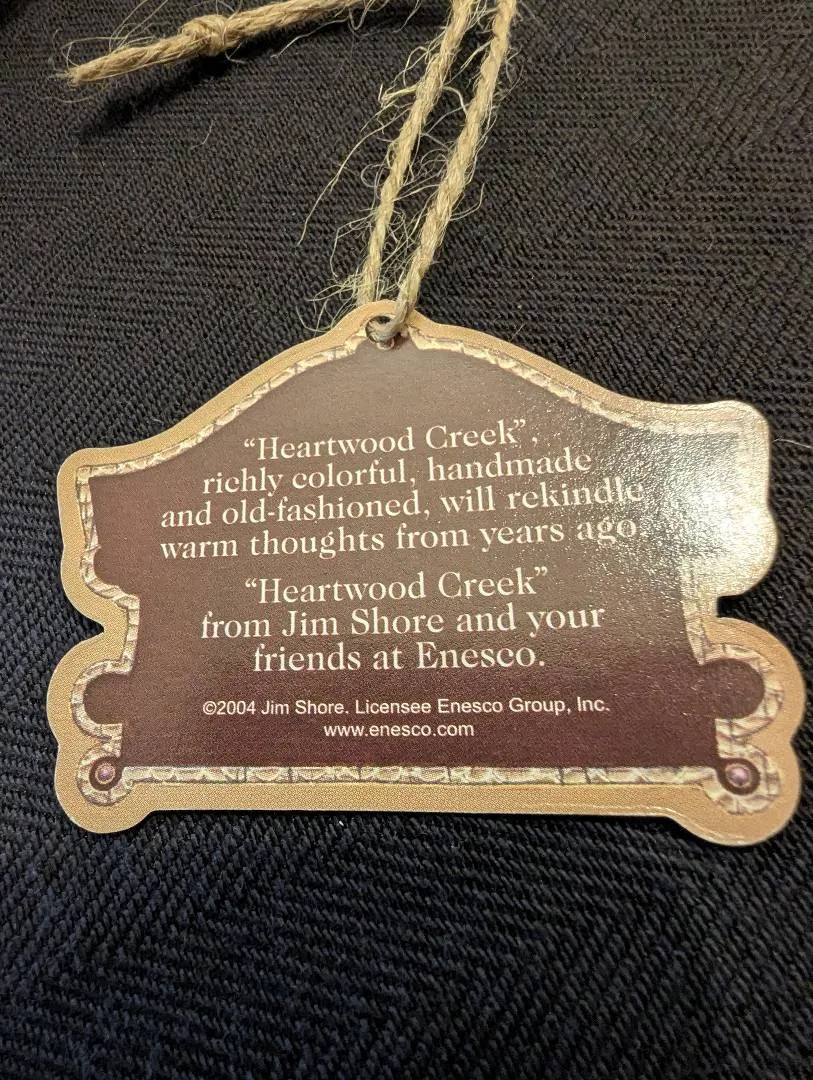 “Heartwood Creek”,
richly colorful, handmade
and old-fashioned, will rekindle
warm thoughts from years ago.
“Heartwood Creek”
from Jim Shore and your
friends at Enesco.
©2004 Jim Shore. Licensee Enesco Group, Inc.
www.enesco.com